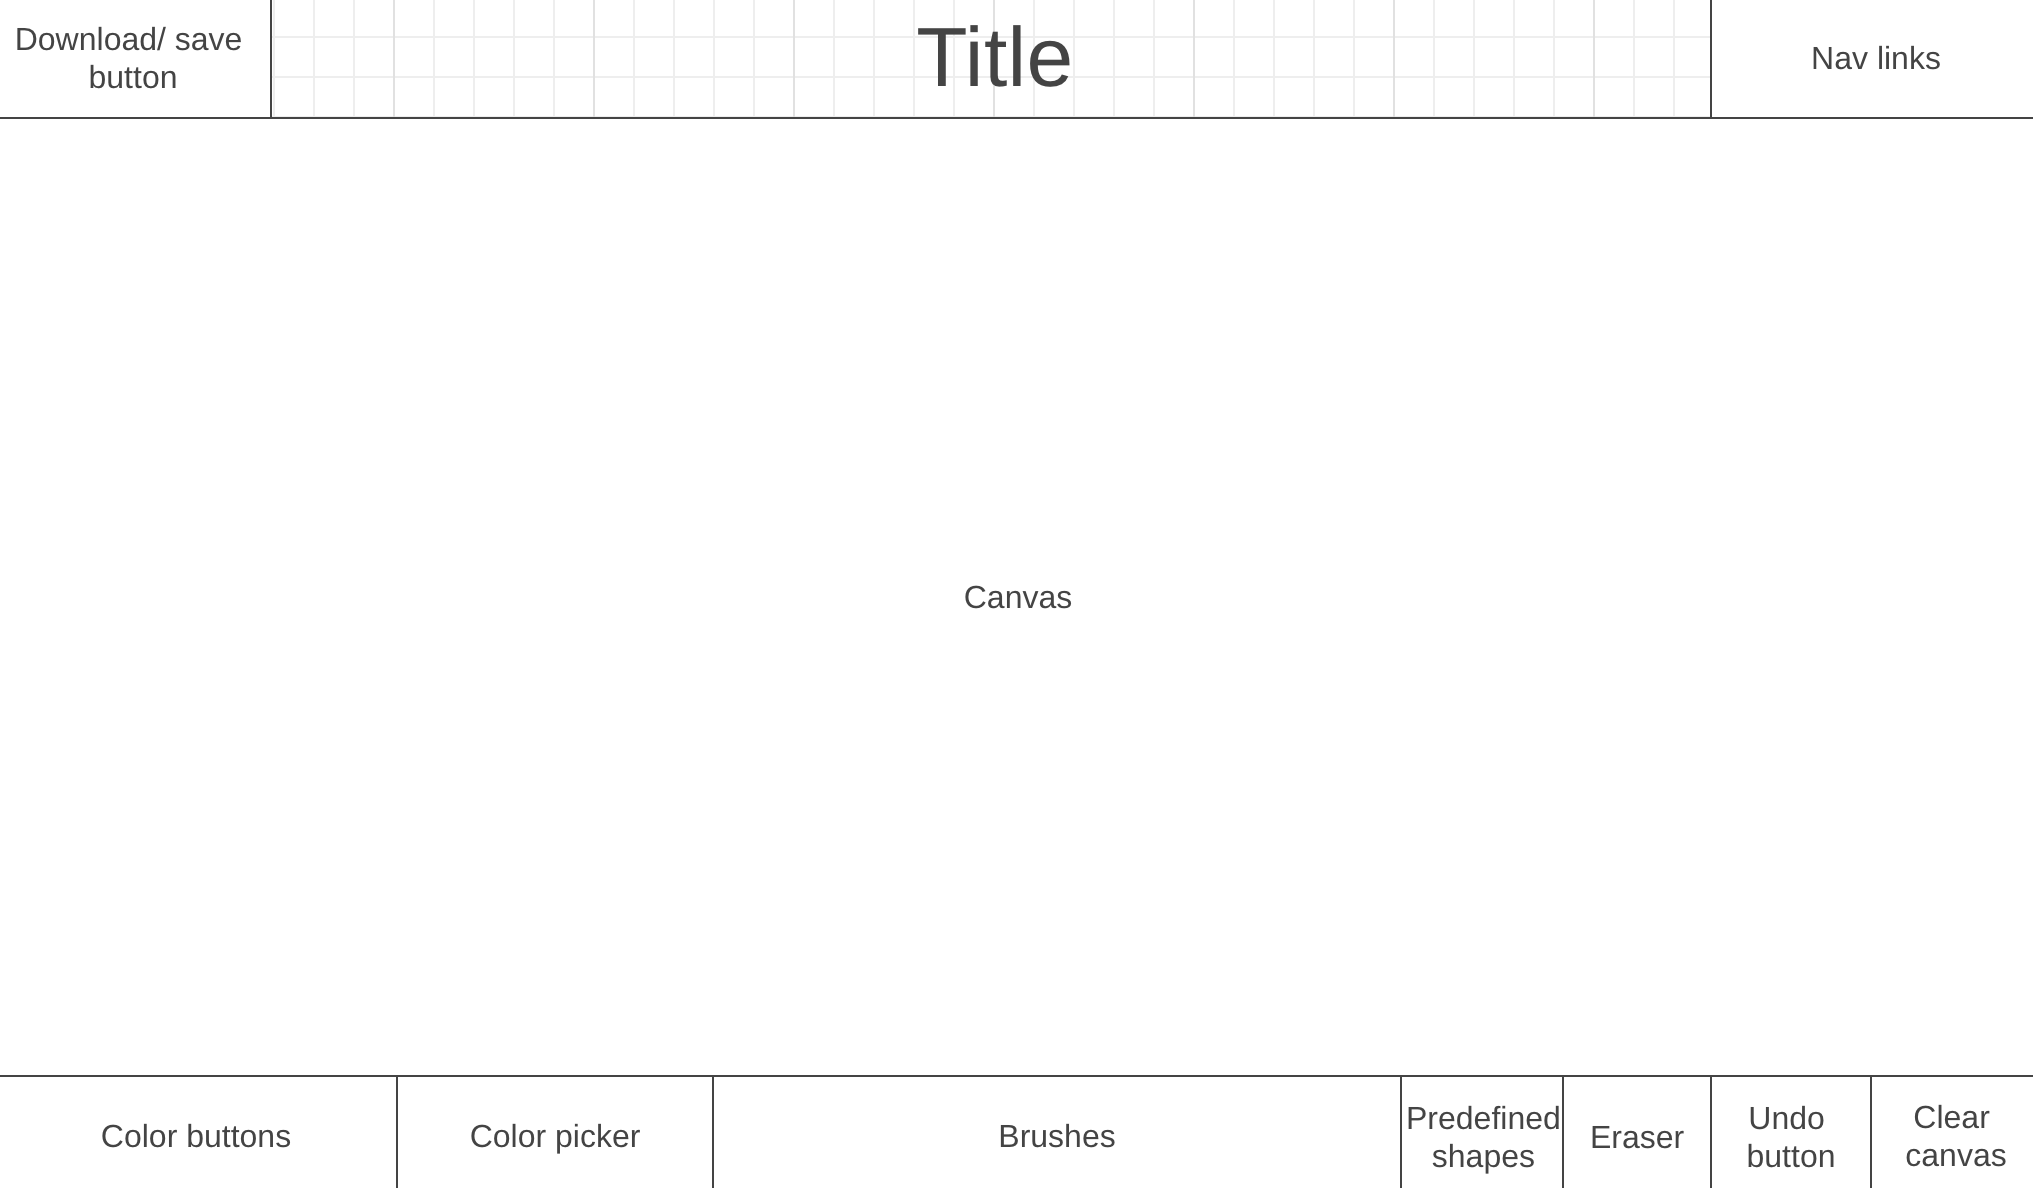 Download/ save
button
Title
Nav links
Canvas
Color buttons
Color picker
Brushes
Predefined
shapes
Eraser
Undo
button
Clear
canvas